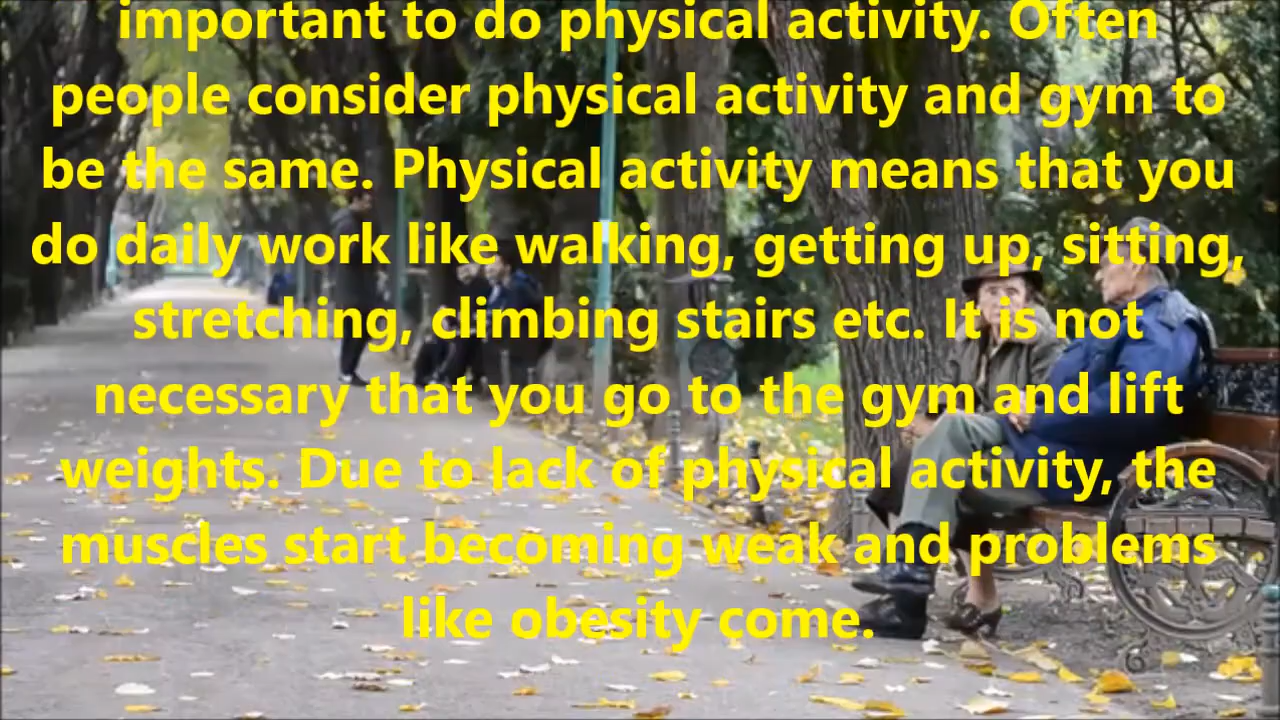 important to do physical activity. Often
people consider physical activity and gym to
be the same. Physical activity means that you
do daily work like walking, getting up, sitting,
stretching, climbing stairs etc. It is not
necessary that you go to the gym and lift
weights. Due to lack of physical activity, the
muscles start becoming weak and problems
like obesity come.